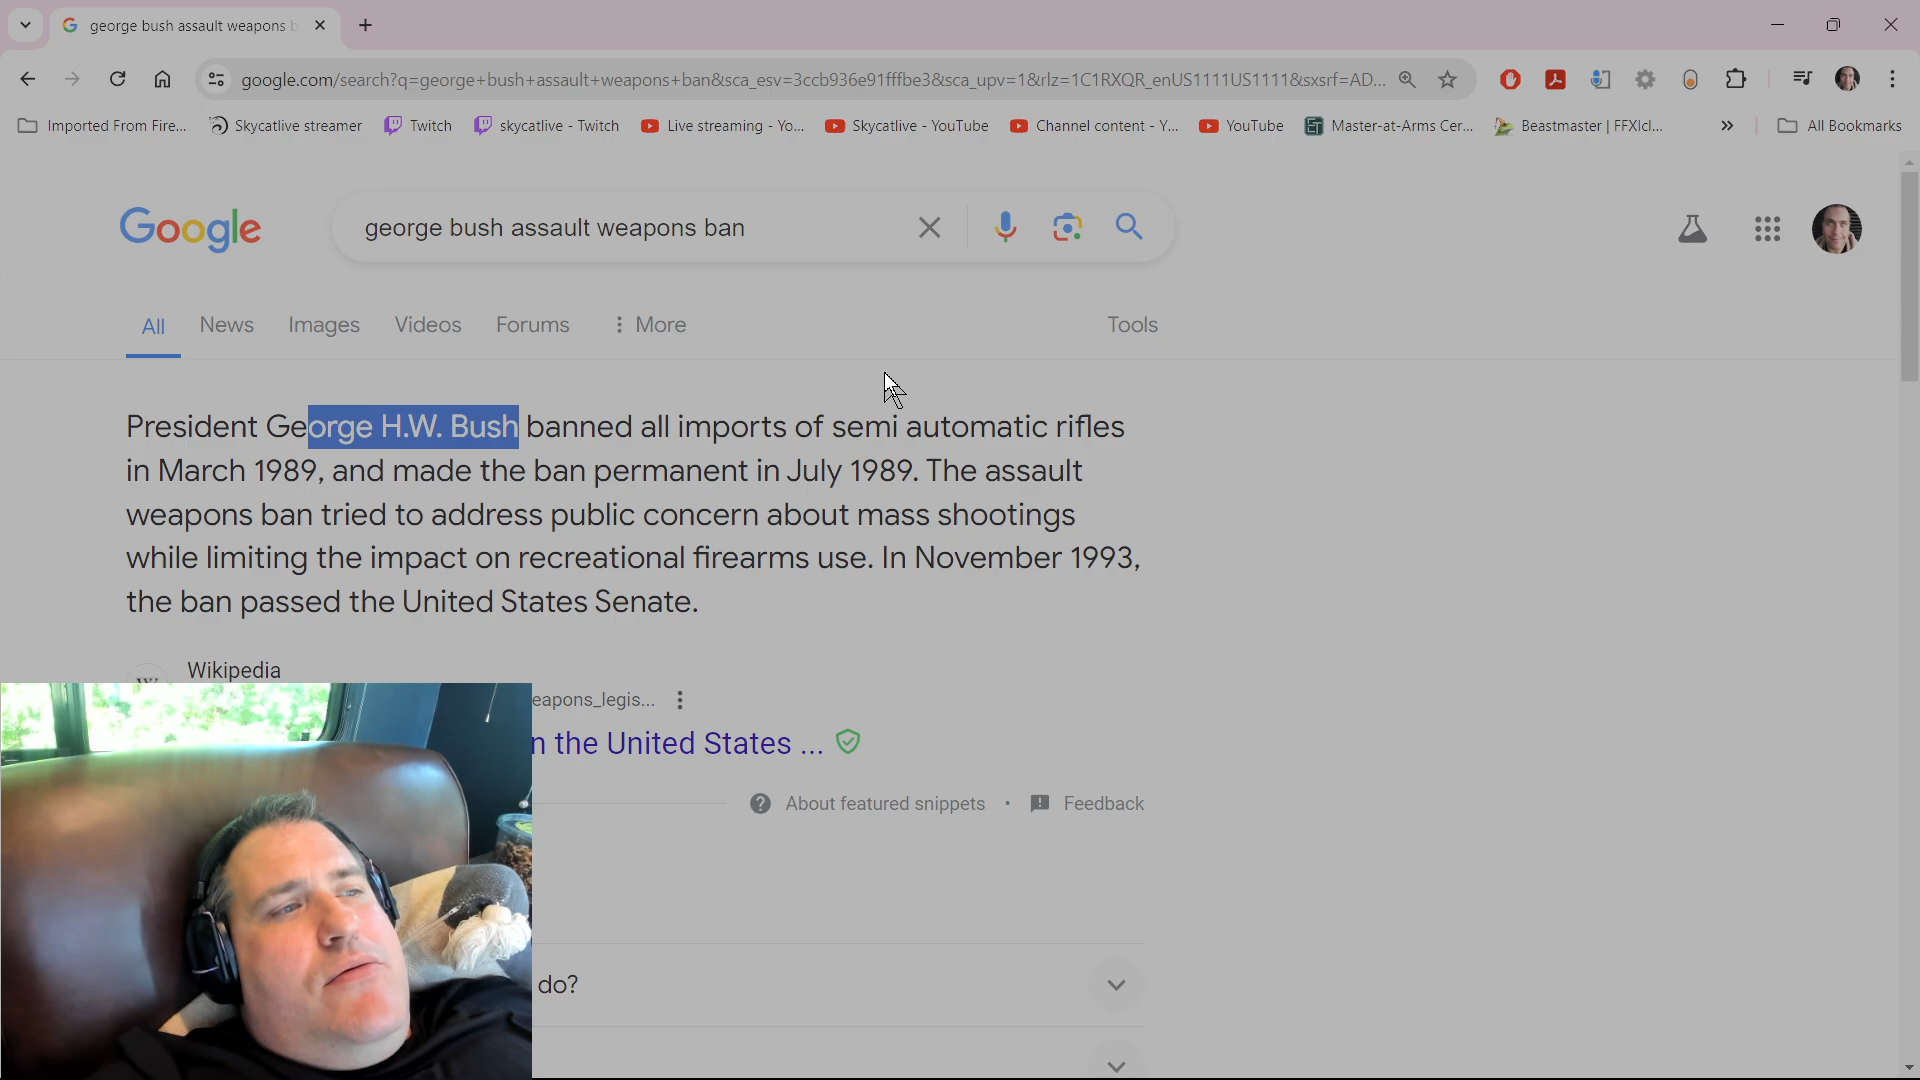 george bush assault weapons b
google.com/search?q=george+bush+assault+weapons+ban&sca_esv=3ccb936e91fffbe3&sca_upv=1&rlz=1C1RXQR_enUS1111US1111&sxsrf=AD...
Imported From Fire...
Skycatlive streamer
Twitch
skycatlive - Twitch
Live streaming - Yo...
Skycatlive - YouTube
Channel content - Y...
YouTube
Master-at-Arms Cer...
Beastmaster | FFXIcl...
All Bookmarks
Google
george bush assault weapons ban
All
News
Images
Videos
Forums
More
Tools
President George H.W. Bush banned all imports of semi automatic rifles
in March 1989, and made the ban permanent in July 1989. The assault
weapons ban tried to address public concern about mass shootings
while limiting the impact on recreational firearms use. In November 1993,
the ban passed the United States Senate.
Wikipedia
eapons_legis...
n the United States ...
About featured snippets
Feedback
do?